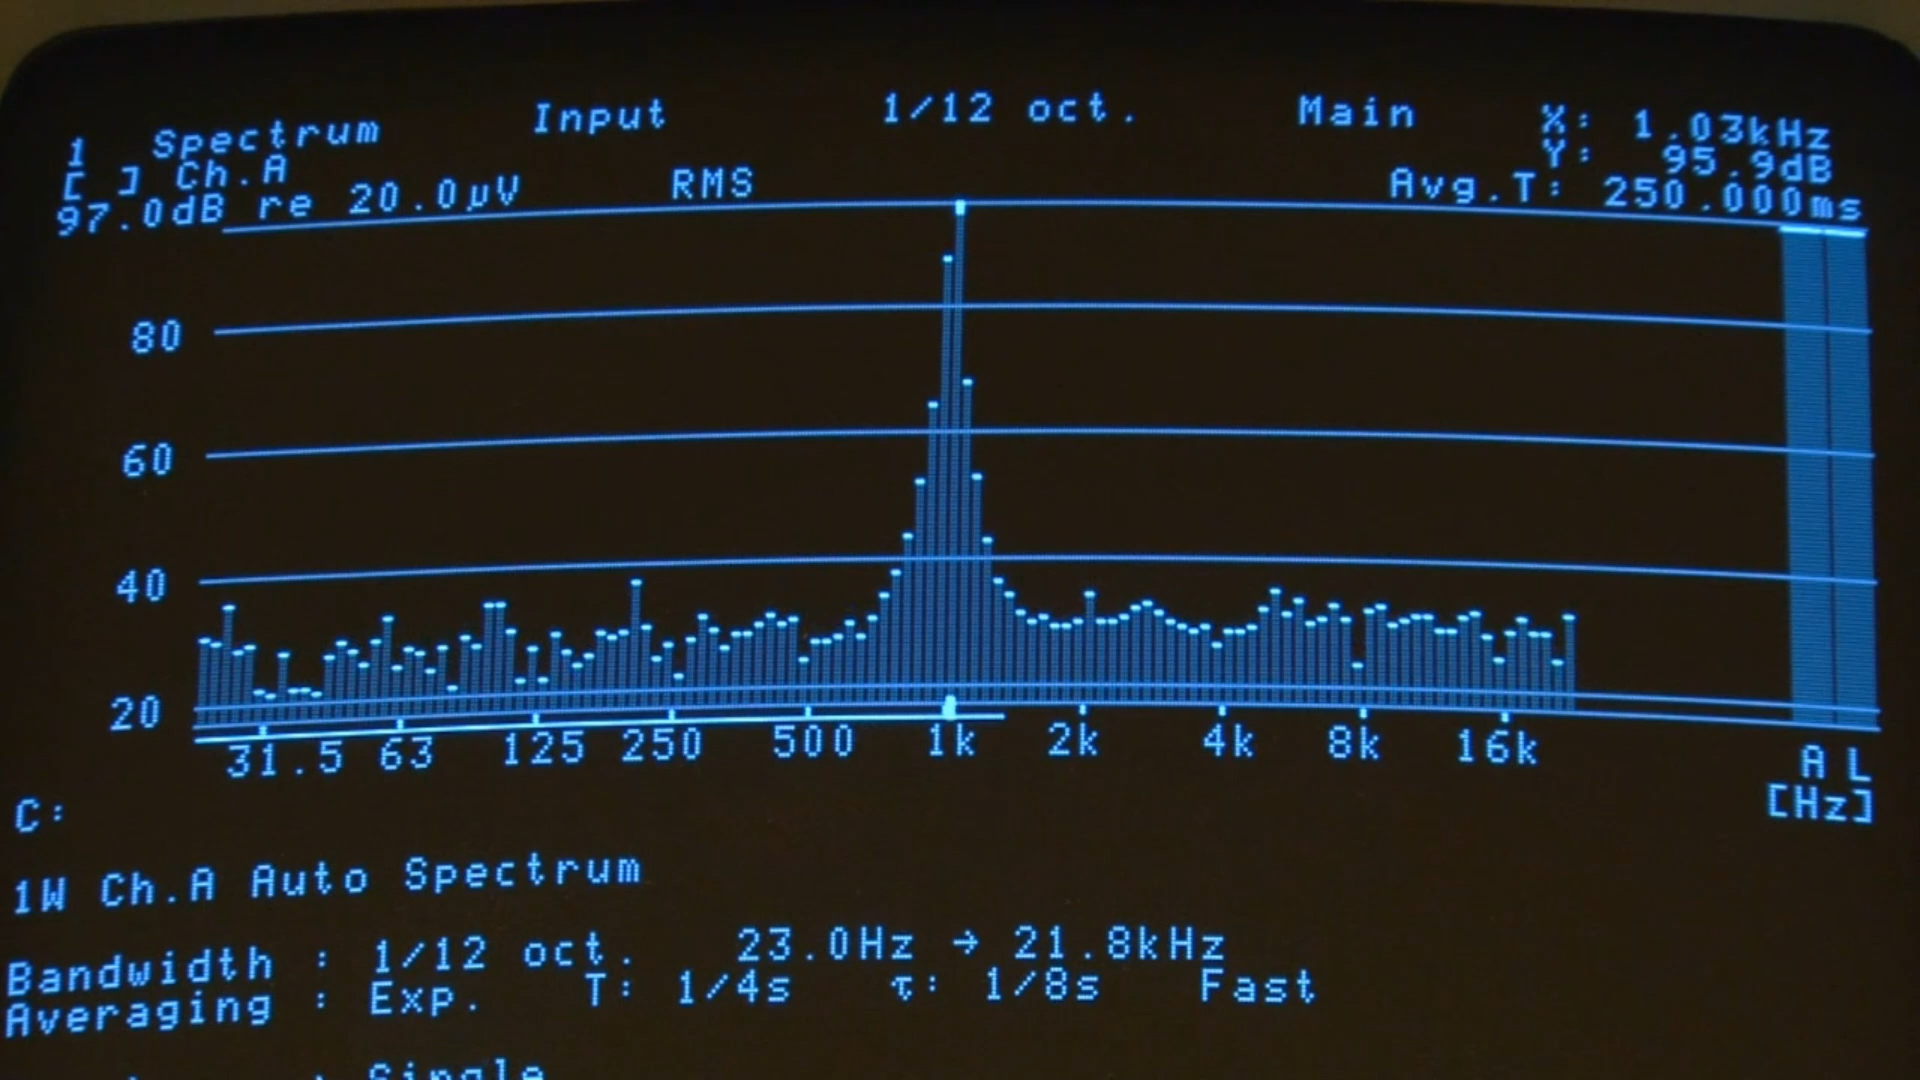 1 Spectrum Input 1/12 oct. Main X: 1.03kHz
[ ] Ch.A Y: 95.9dB
97.0dB re 20.0µV RMS Avg.T: 250.000ms
80
60
40
20
31.5 63 125 250 500 1k 2k 4k 8k 16k A L
[Hz]
C:
1W Ch.A Auto Spectrum
Bandwidth : 1/12 oct. 23.0Hz → 21.8kHz
Averaging : Exp. T: 1/4s τ: 1/8s Fast
: Single